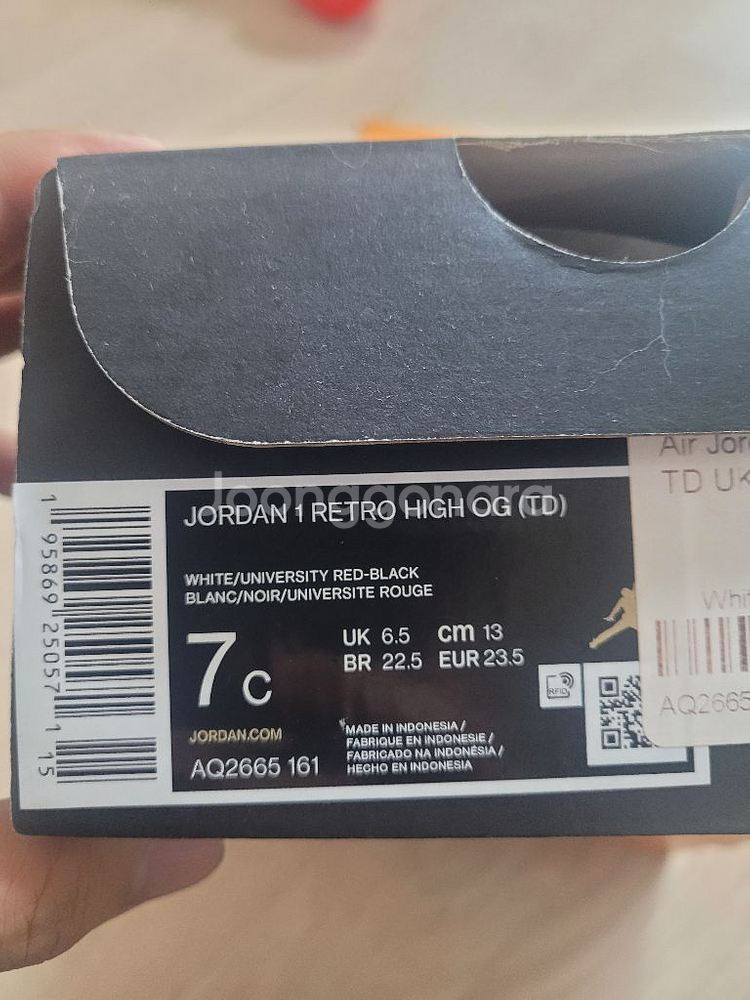 Joonggonara
JORDAN 1 RETRO HIGH OG (TD)
WHITE/UNIVERSITY RED-BLACK
BLANC/NOIR/UNIVERSITE ROUGE
7C
UK 6.5 cm 13
BR 22.5 EUR 23.5
RFID
JORDAN.COM
AQ2665 161
MADE IN INDONESIA /
FABRIQUE EN INDONESIE /
FABRICADO NA INDONÉSIA /
HECHO EN INDONESIA
1 95869 25057 1 15
Air Jor
TD UK
Whit
AQ2665